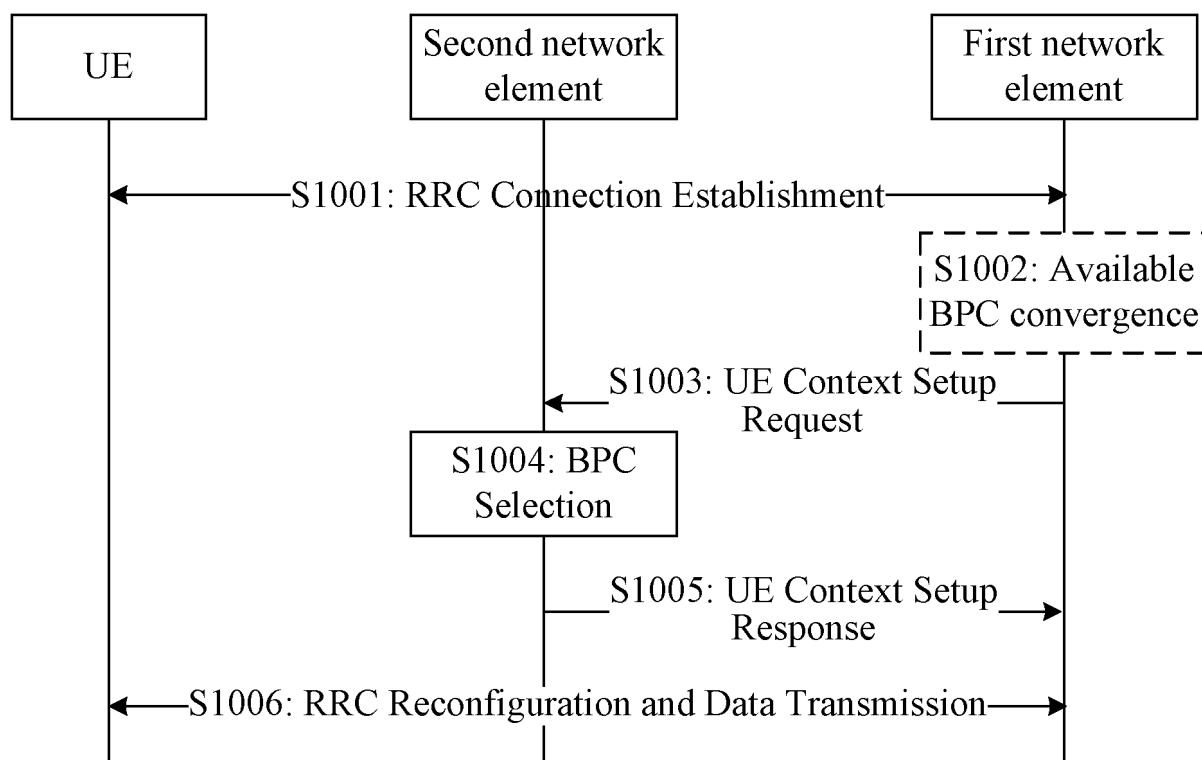 UE
Second network
element
First network
element
S1001: RRC Connection Establishment
S1002: Available
BPC convergence
S1003: UE Context Setup
Request
S1004: BPC
Selection
S1005: UE Context Setup
Response
S1006: RRC Reconfiguration and Data Transmission